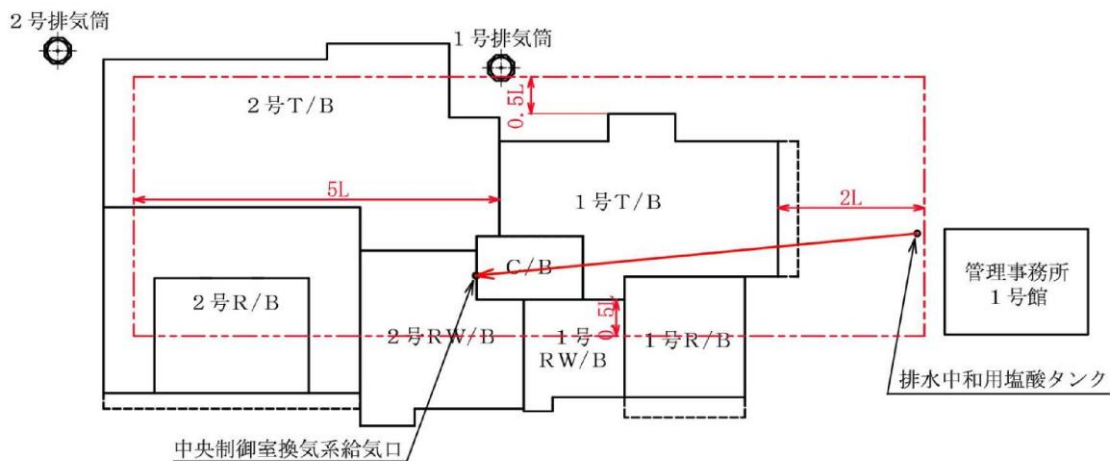 2号排気筒
1号排気筒
0.5L
2号T/B
5L
1号T/B
2L
C/B
管理事務所
1号館
2号R/B
0.5L
2号RW/B
1号
RW/B
1号R/B
排水中和用塩酸タンク
中央制御室換気系給気口